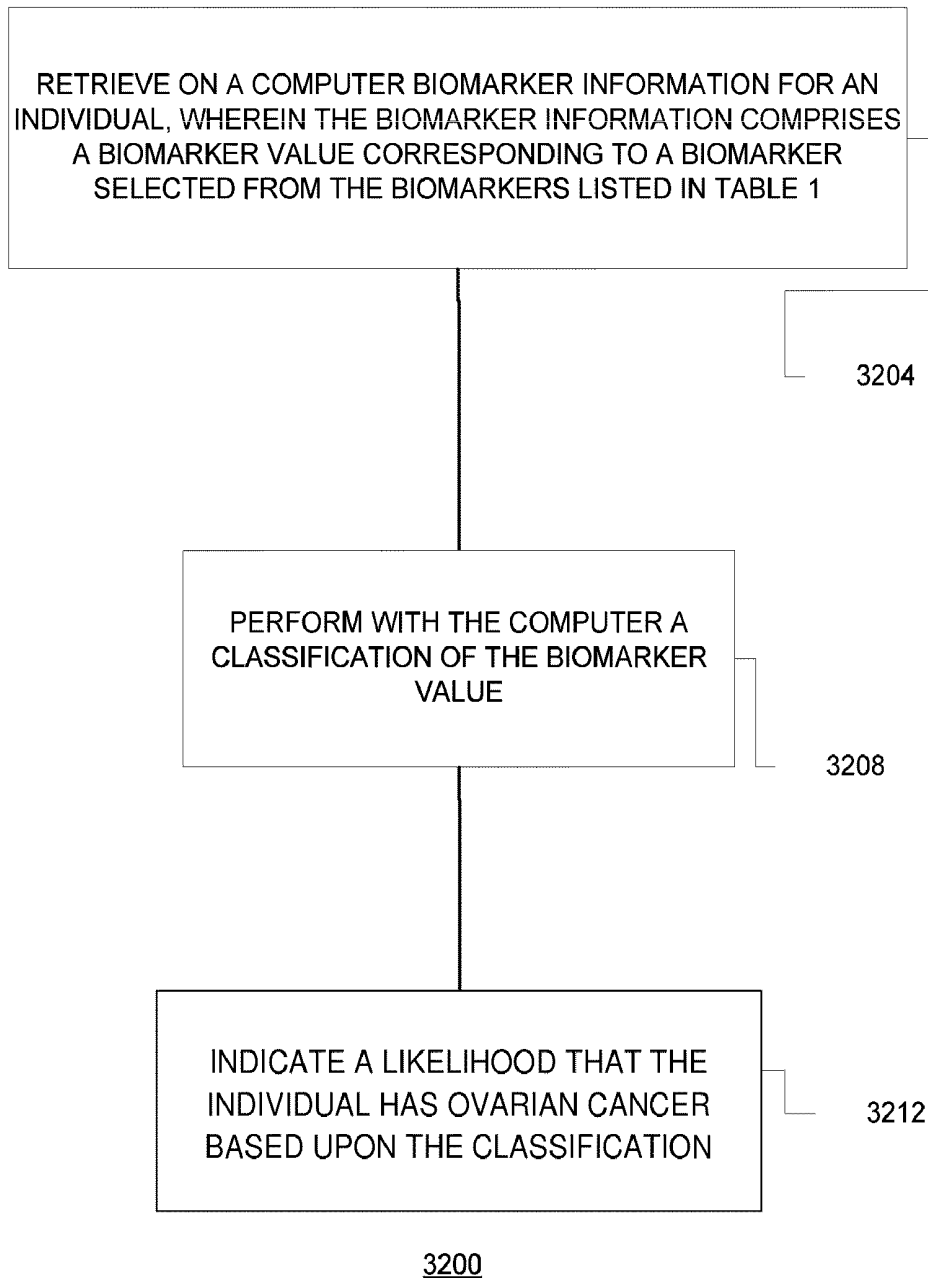 RETRIEVE ON A COMPUTER BIOMARKER INFORMATION FOR AN
INDIVIDUAL, WHEREIN THE BIOMARKER INFORMATION COMPRISES
A BIOMARKER VALUE CORRESPONDING TO A BIOMARKER
SELECTED FROM THE BIOMARKERS LISTED IN TABLE 1
3204
PERFORM WITH THE COMPUTER A
CLASSIFICATION OF THE BIOMARKER
VALUE
3208
INDICATE A LIKELIHOOD THAT THE
INDIVIDUAL HAS OVARIAN CANCER
BASED UPON THE CLASSIFICATION
3212
3200